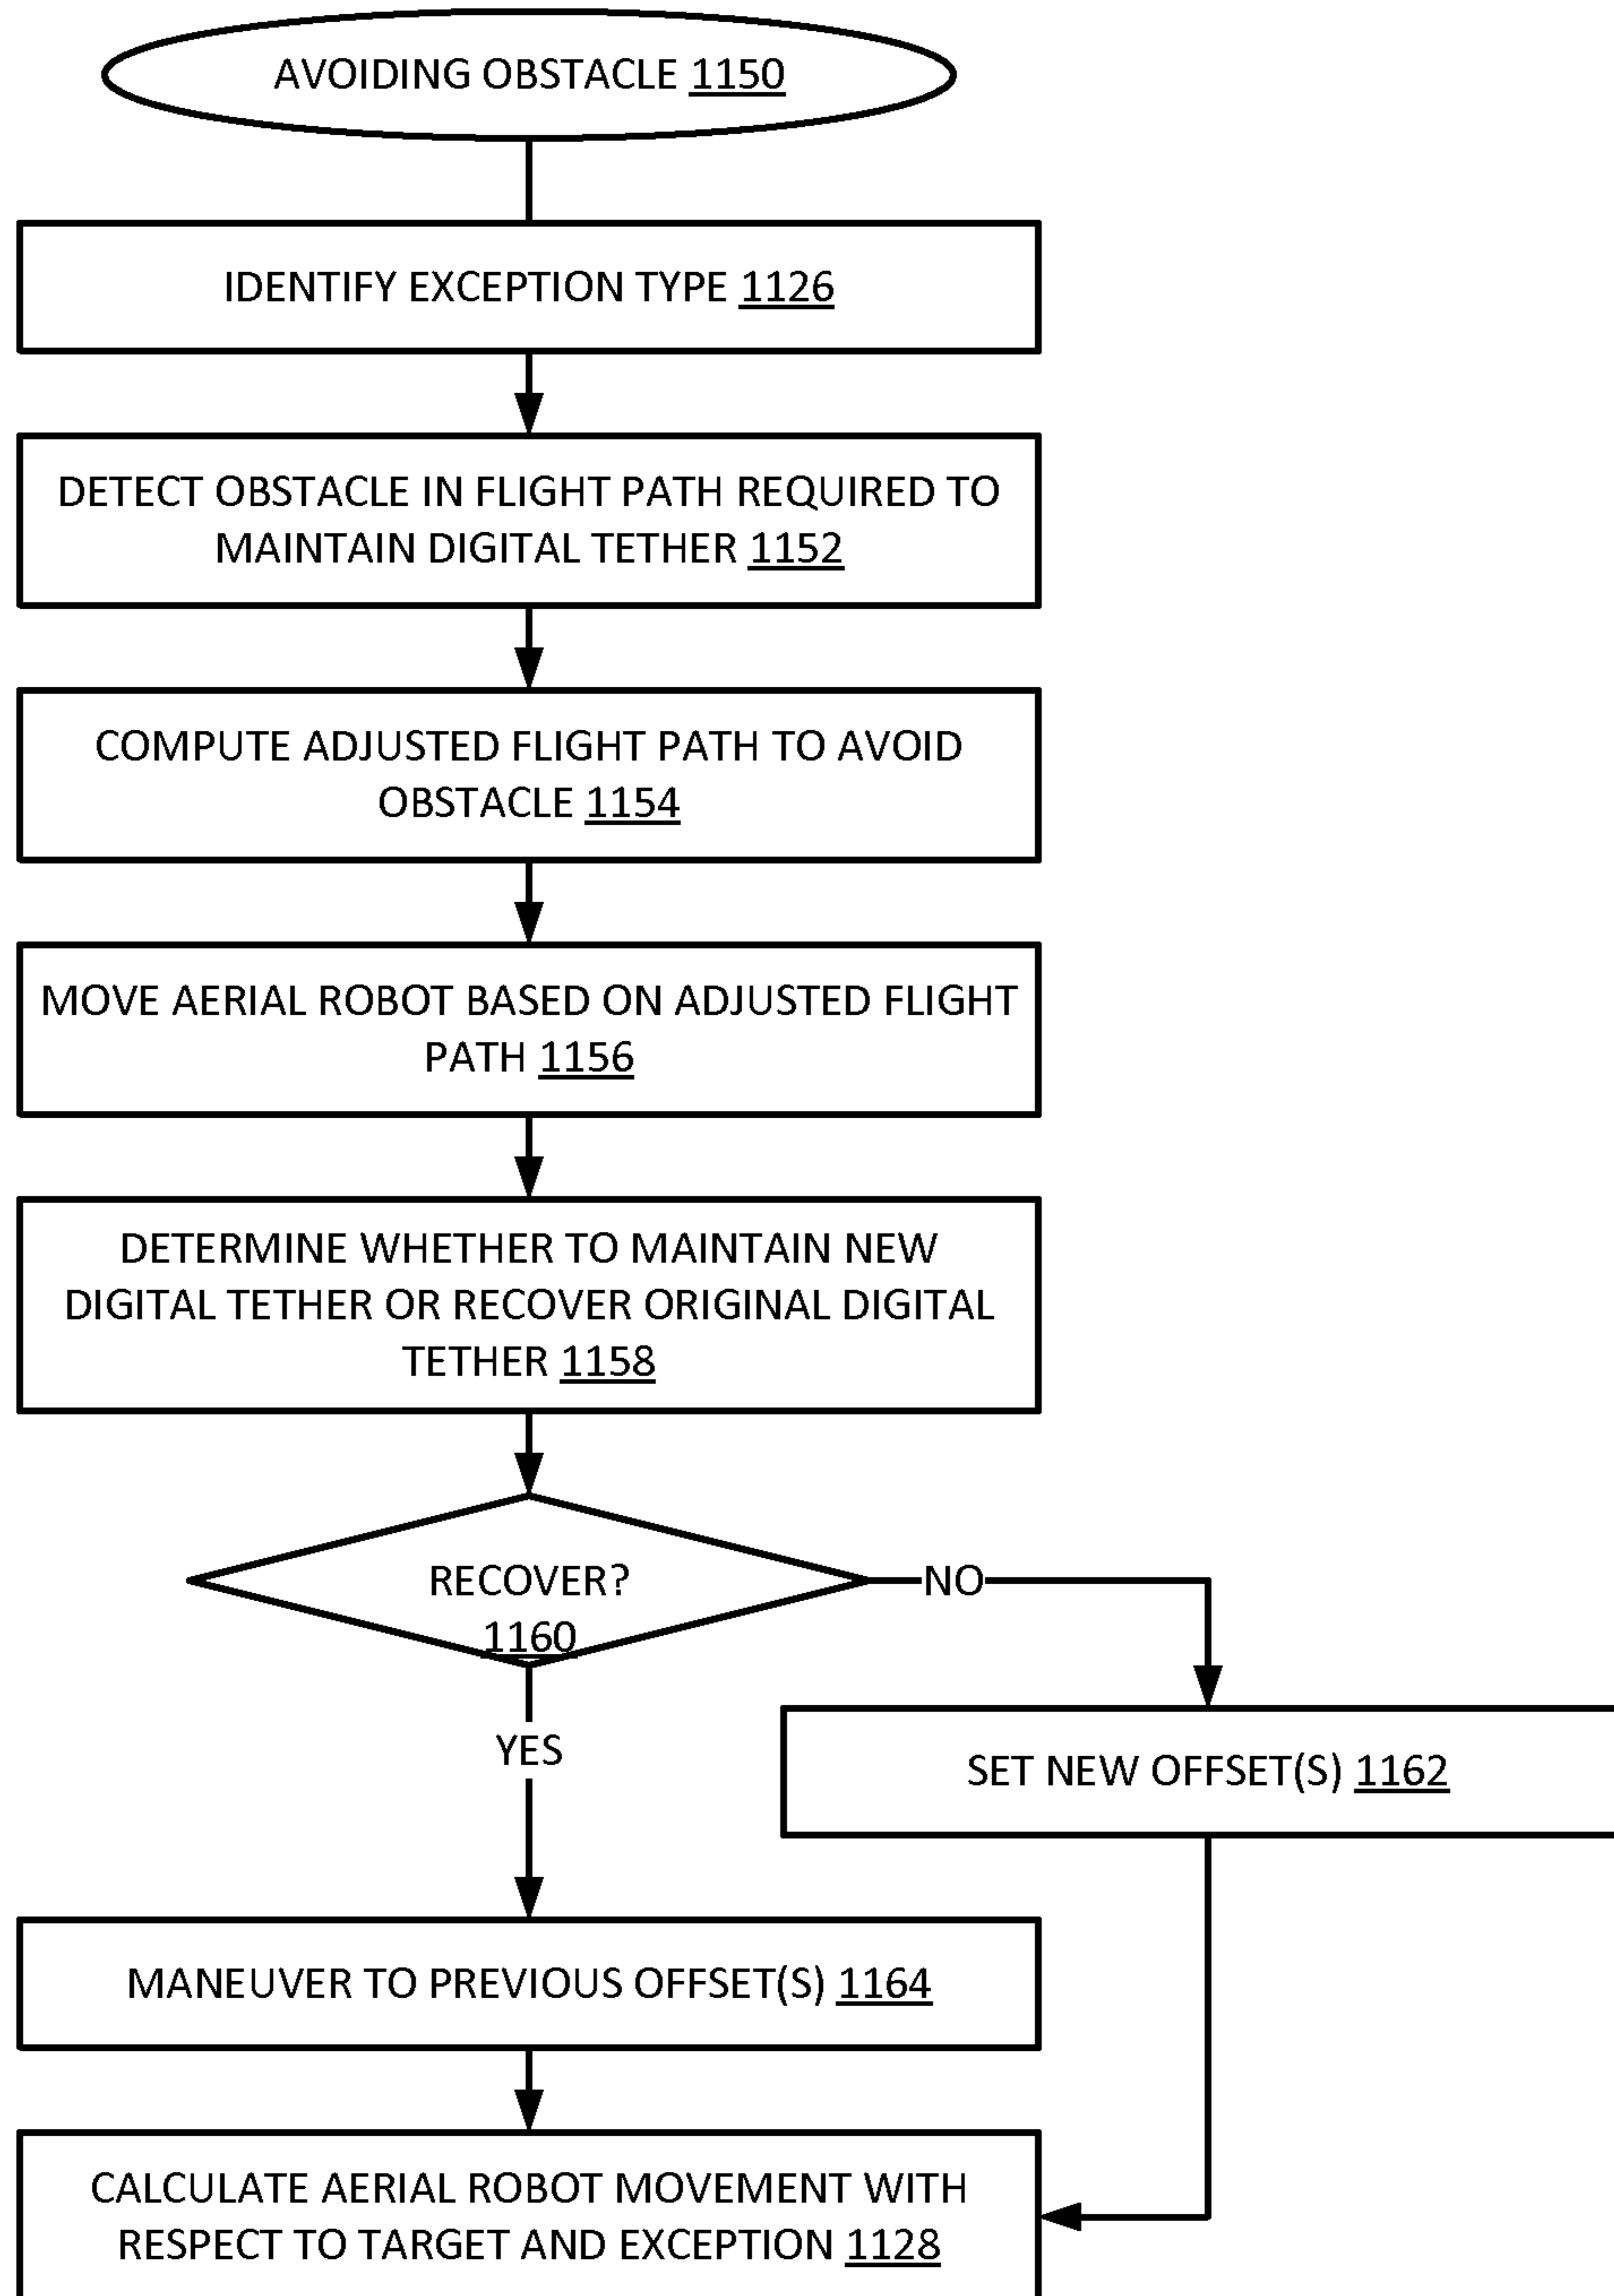 AVOIDING OBSTACLE 1150
IDENTIFY EXCEPTION TYPE 1126
DETECT OBSTACLE IN FLIGHT PATH REQUIRED TO
MAINTAIN DIGITAL TETHER 1152
COMPUTE ADJUSTED FLIGHT PATH TO AVOID
OBSTACLE 1154
MOVE AERIAL ROBOT BASED ON ADJUSTED FLIGHT
PATH 1156
DETERMINE WHETHER TO MAINTAIN NEW
DIGITAL TETHER OR RECOVER ORIGINAL DIGITAL
TETHER 1158
RECOVER?
1160
NO
YES
SET NEW OFFSET(S) 1162
MANEUVER TO PREVIOUS OFFSET(S) 1164
CALCULATE AERIAL ROBOT MOVEMENT WITH
RESPECT TO TARGET AND EXCEPTION 1128